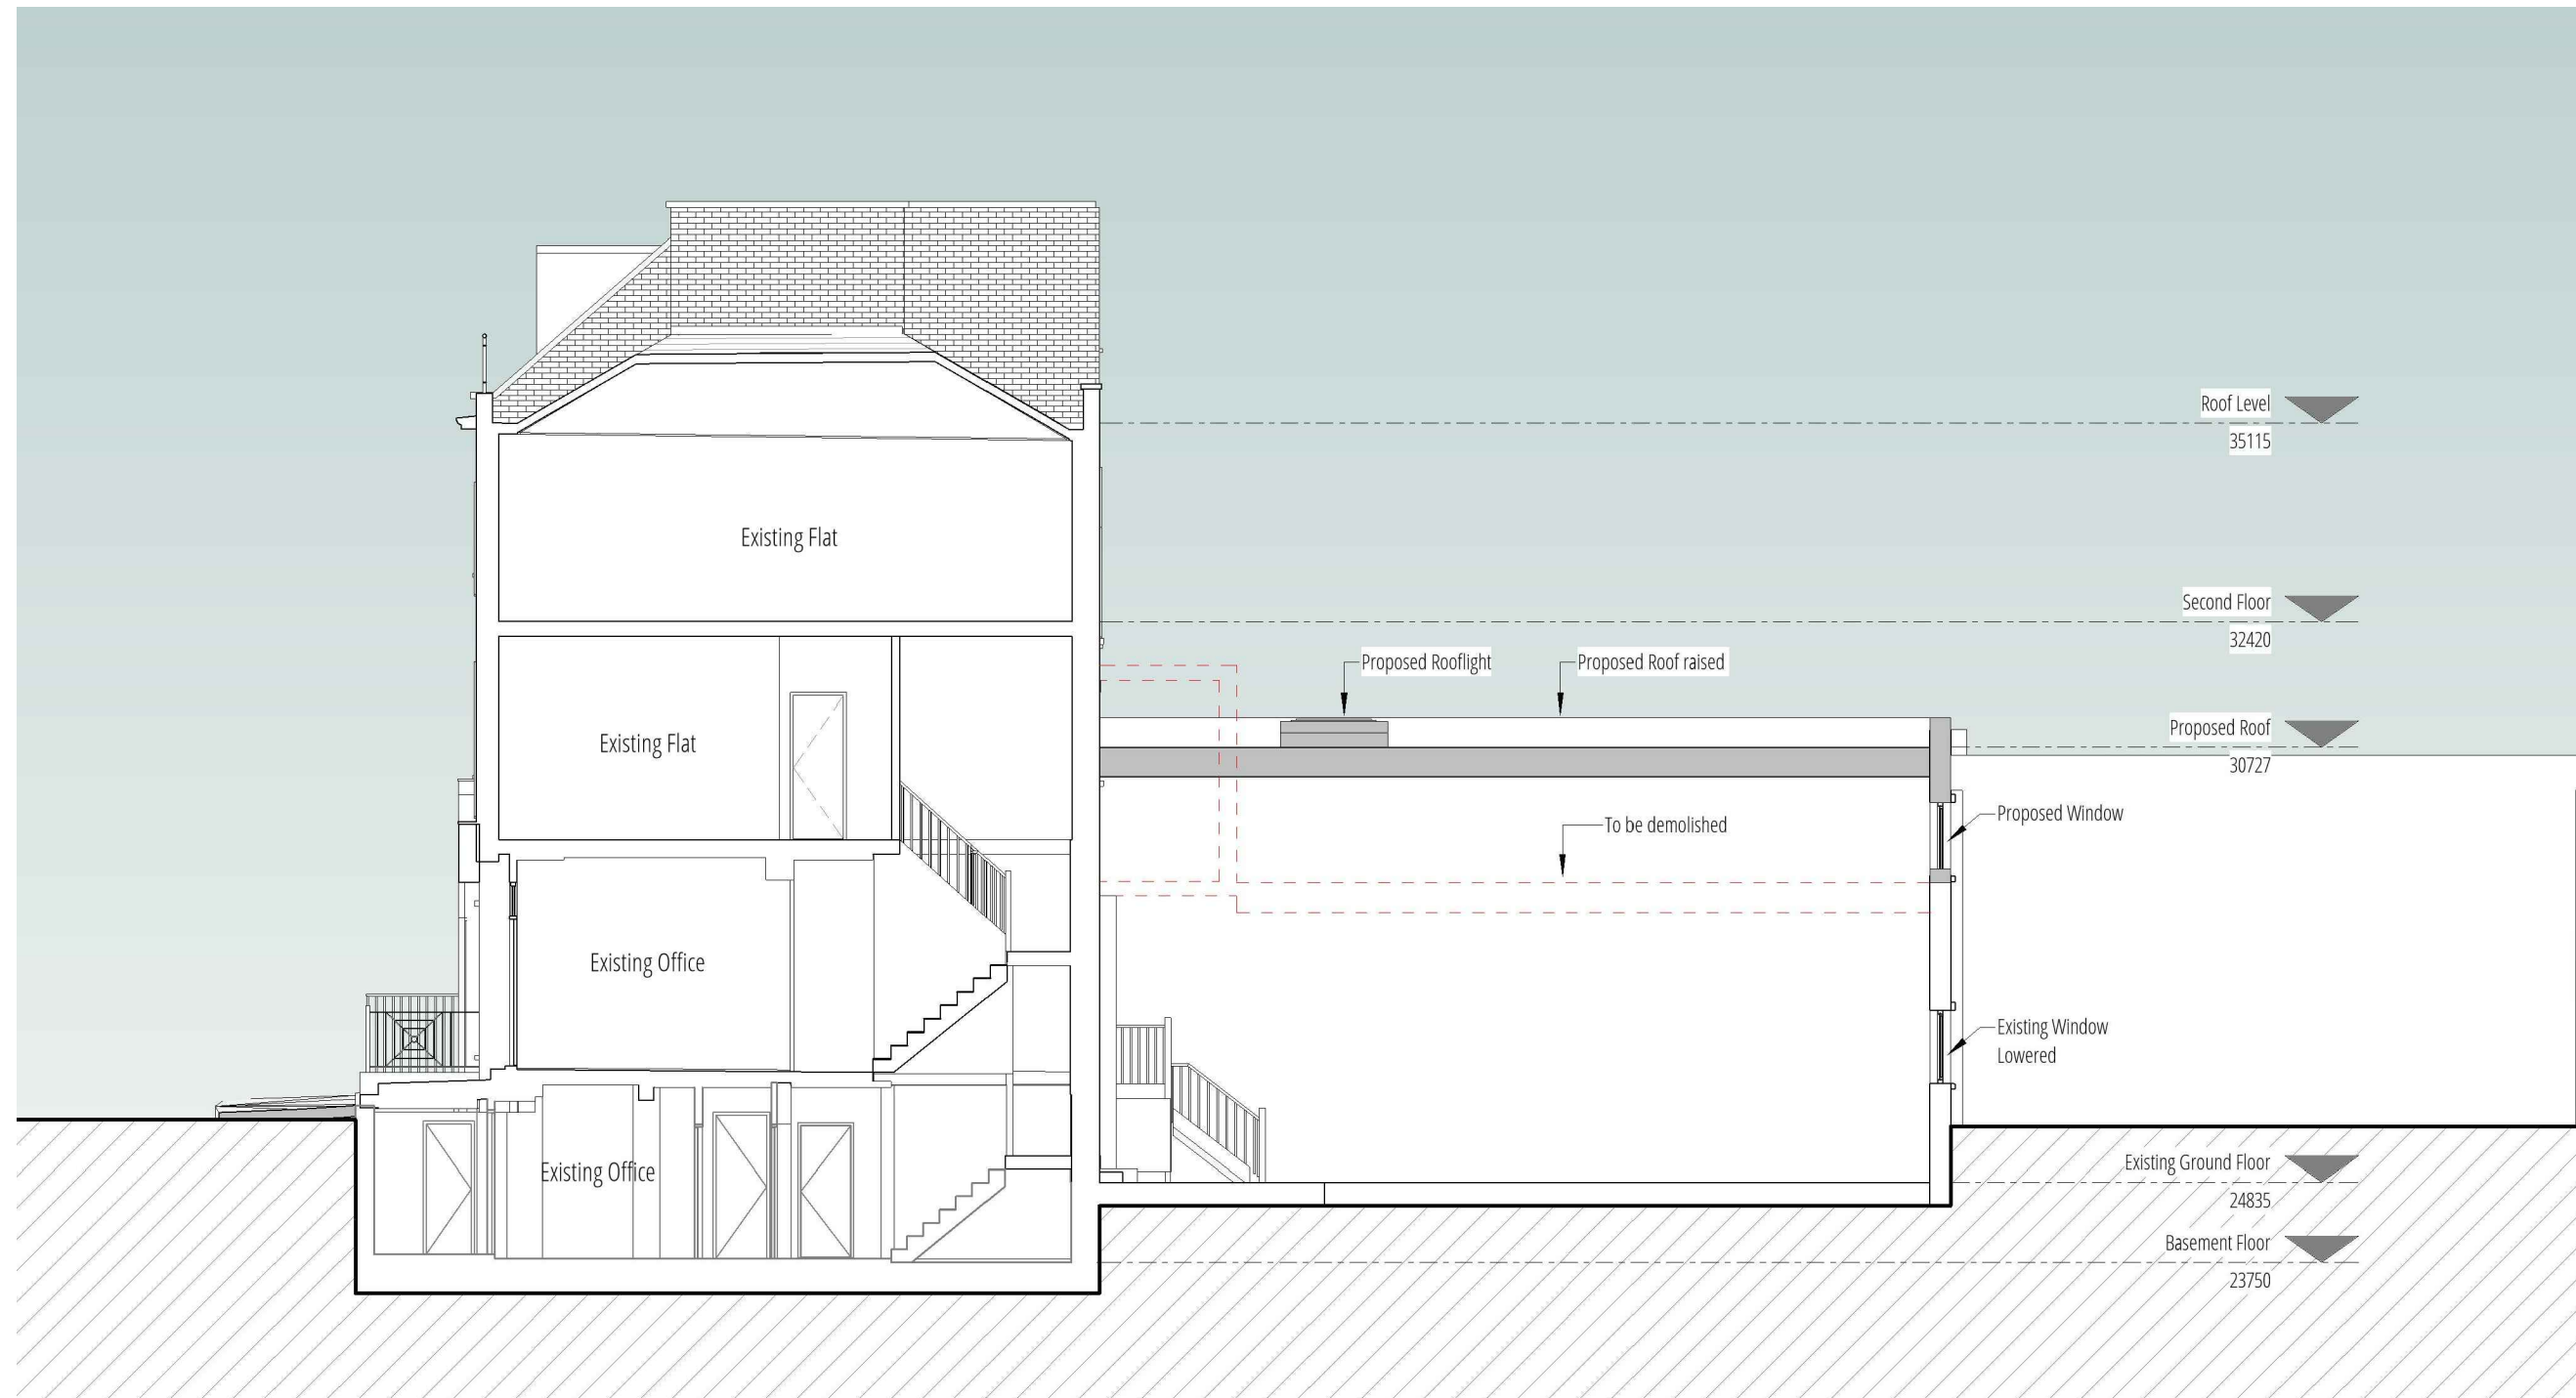 Roof Level
35115
Existing Flat
Second Floor
32420
Proposed Rooflight
Proposed Roof raised
Proposed Roof
30727
Existing Flat
Proposed Window
To be demolished
Existing Office
Existing Window
Lowered
Existing Ground Floor
24835
Existing Office
Basement Floor
23750